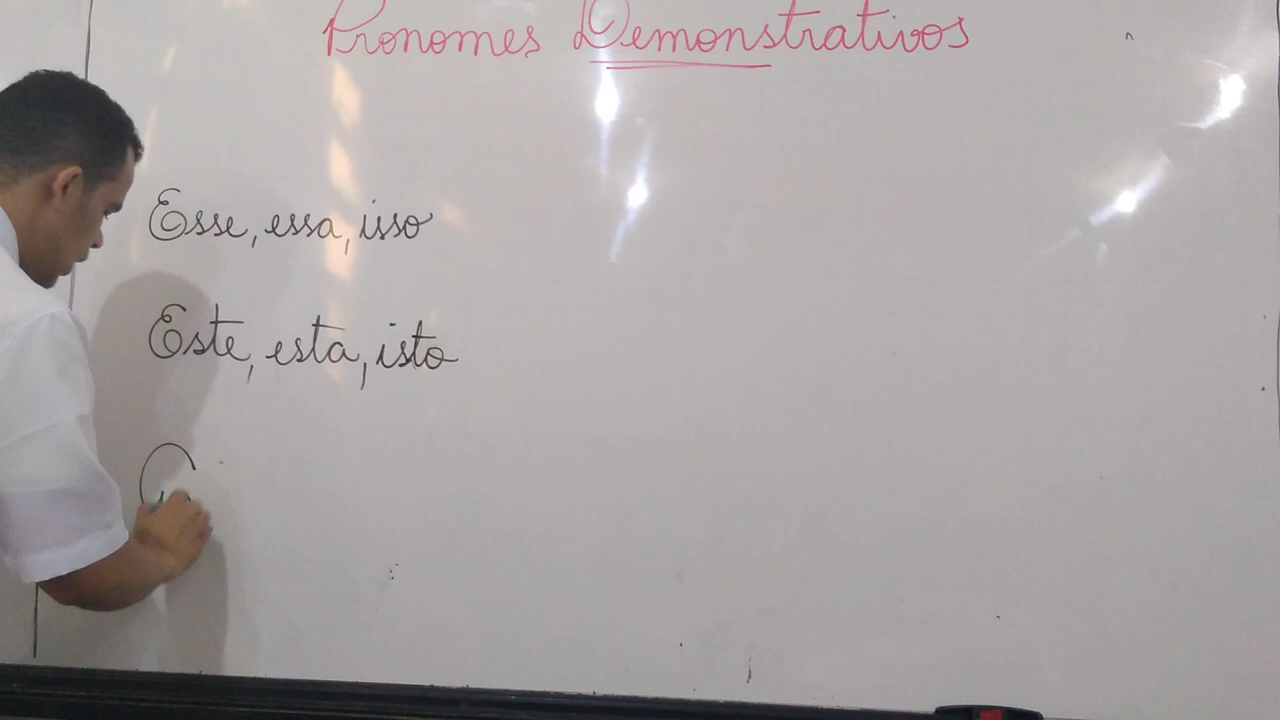 Pronomes Demonstrativos
Esse, essa, isso
Este, esta, isto